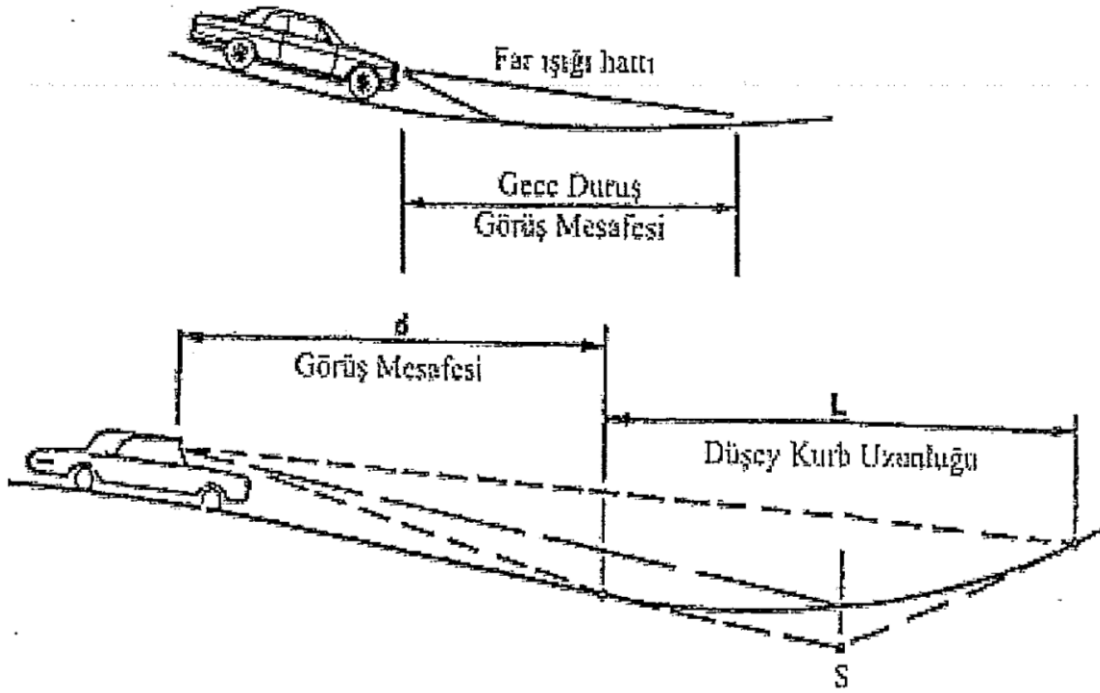 Far ışığı hattı
Gece Duruş
Görüş Mesafesi
d
Görüş Mesafesi
L
Düşey Kurb Uzunluğu
S